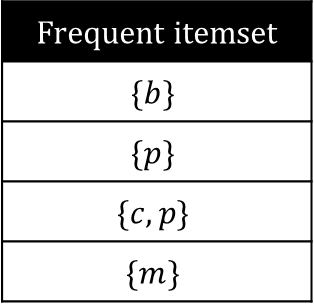 Frequent itemset
{b}
{p}
{c, p}
{m}